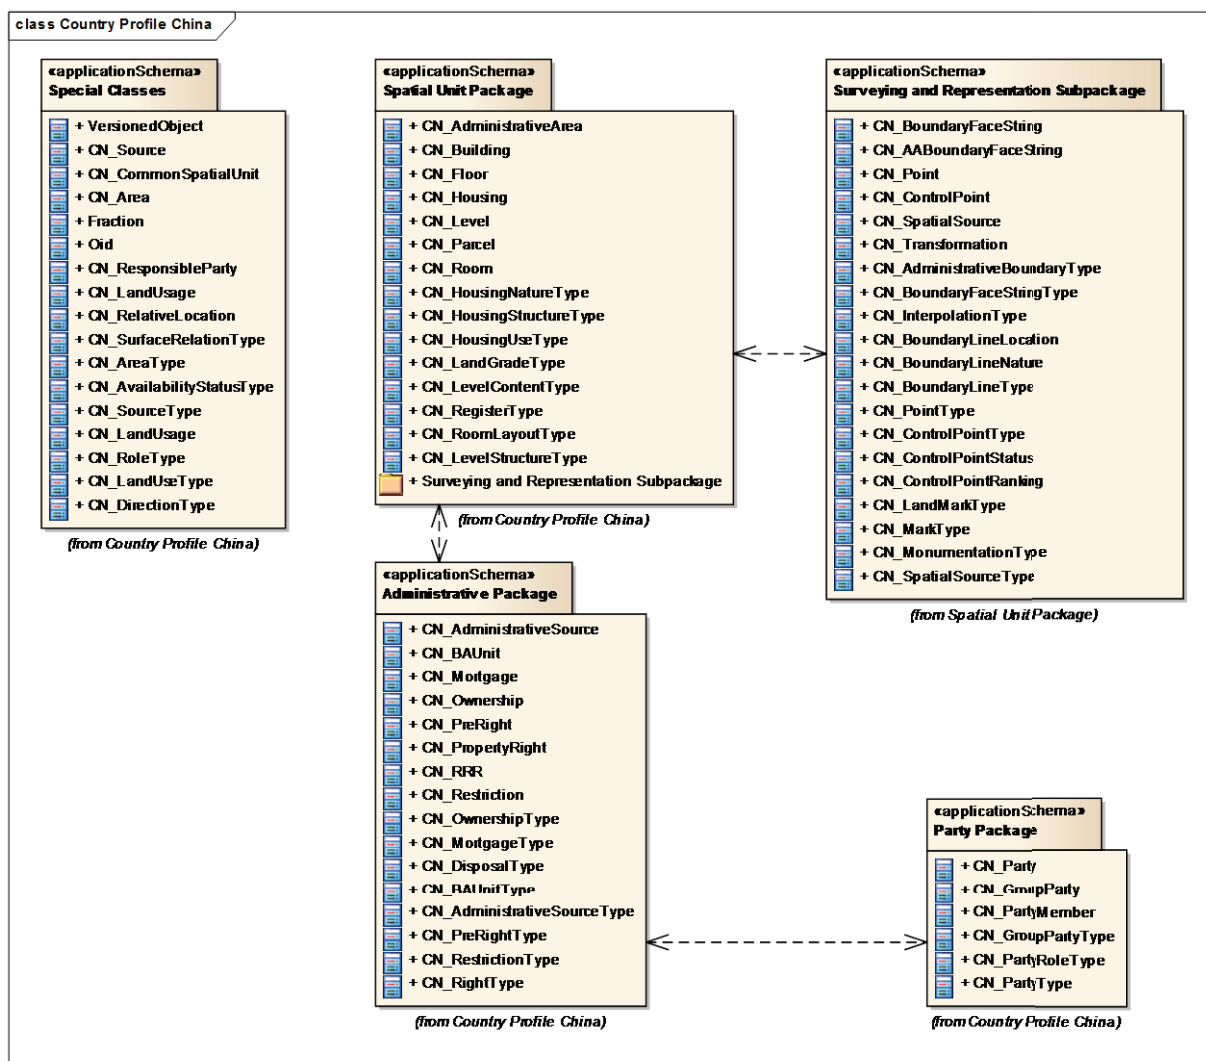 class Country Profile China
«applicationSchema»
Special Classes
+ VersionedObject
+ CN_Source
+ CN_CommonSpatialUnit
+ CN_Area
+ Fraction
+ Oid
+ CN_ResponsibleParty
+ CN_LandUsage
+ CN_RelativeLocation
+ CN_SurfaceRelationType
+ CN_AreaType
+ CN_AvailabilityStatusType
+ CN_SourceType
+ CN_LandUsage
+ CN_RoleType
+ CN_LandUseType
+ CN_DirectionType
(from Country Profile China)
«applicationSchema»
Spatial Unit Package
+ CN_AdministrativeArea
+ CN_Building
+ CN_Floor
+ CN_Housing
+ CN_Level
+ CN_Parcel
+ CN_Room
+ CN_HousingNatureType
+ CN_HousingStructureType
+ CN_HousingUseType
+ CN_LandGradeType
+ CN_LevelContentType
+ CN_RegisterType
+ CN_RoomLayoutType
+ CN_LevelStructureType
+ Surveying and Representation Subpackage
(from Country Profile China)
«applicationSchema»
Surveying and Representation Subpackage
+ CN_BoundaryFaceString
+ CN_AABoundaryFaceString
+ CN_Point
+ CN_ControlPoint
+ CN_SpatialSource
+ CN_Transformation
+ CN_AdministrativeBoundaryType
+ CN_BoundaryFaceStringType
+ CN_InterpolationType
+ CN_BoundaryLineLocation
+ CN_BoundaryLineNature
+ CN_BoundaryLineType
+ CN_PointType
+ CN_ControlPointType
+ CN_ControlPointStatus
+ CN_ControlPointRanking
+ CN_LandMarkType
+ CN_MarkType
+ CN_MonumentationType
+ CN_SpatialSourceType
(from Spatial Unit Package)
«applicationSchema»
Administrative Package
+ CN_AdministrativeSource
+ CN_BAUnit
+ CN_Mortgage
+ CN_Ownership
+ CN_PreRight
+ CN_PropertyRight
+ CN_RRR
+ CN_Restriction
+ CN_OwnershipType
+ CN_MortgageType
+ CN_DisposalType
+ CN_BAUnitType
+ CN_AdministrativeSourceType
+ CN_PreRightType
+ CN_RestrictionType
+ CN_RightType
(from Country Profile China)
«applicationSchema»
Party Package
+ CN_Party
+ CN_GroupParty
+ CN_PartyMember
+ CN_GroupPartyType
+ CN_PartyRoleType
+ CN_PartyType
(from Country Profile China)